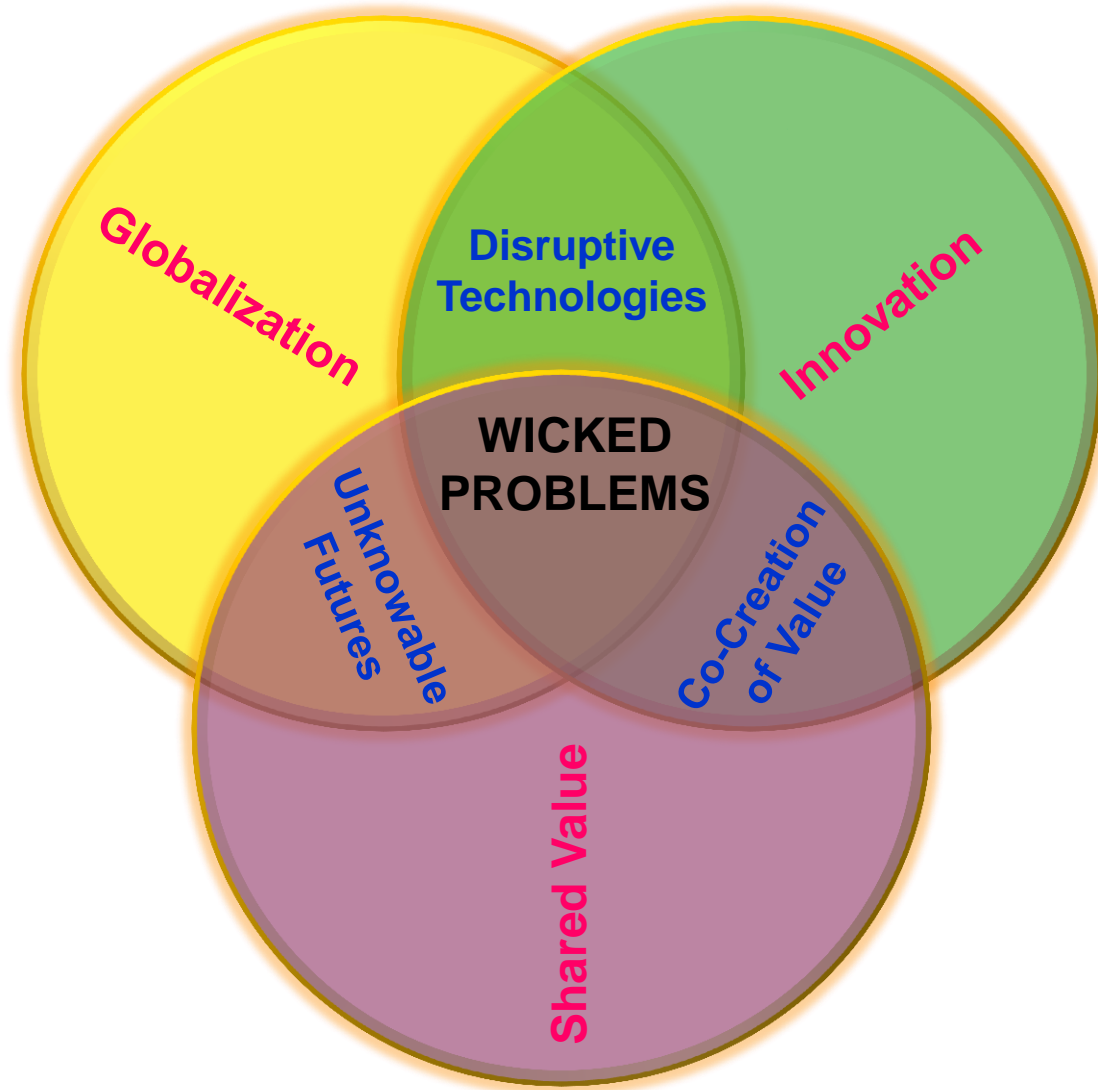 Globalization
Disruptive
Technologies
Innovation
WICKED
PROBLEMS
Unknowable
Futures
Co-Creation
of Value
Shared Value